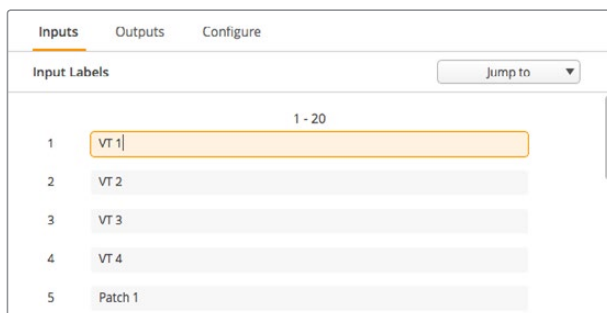 Inputs Outputs Configure
Input Labels Jump to
1 - 20
1 VT 1
2 VT 2
3 VT 3
4 VT 4
5 Patch 1